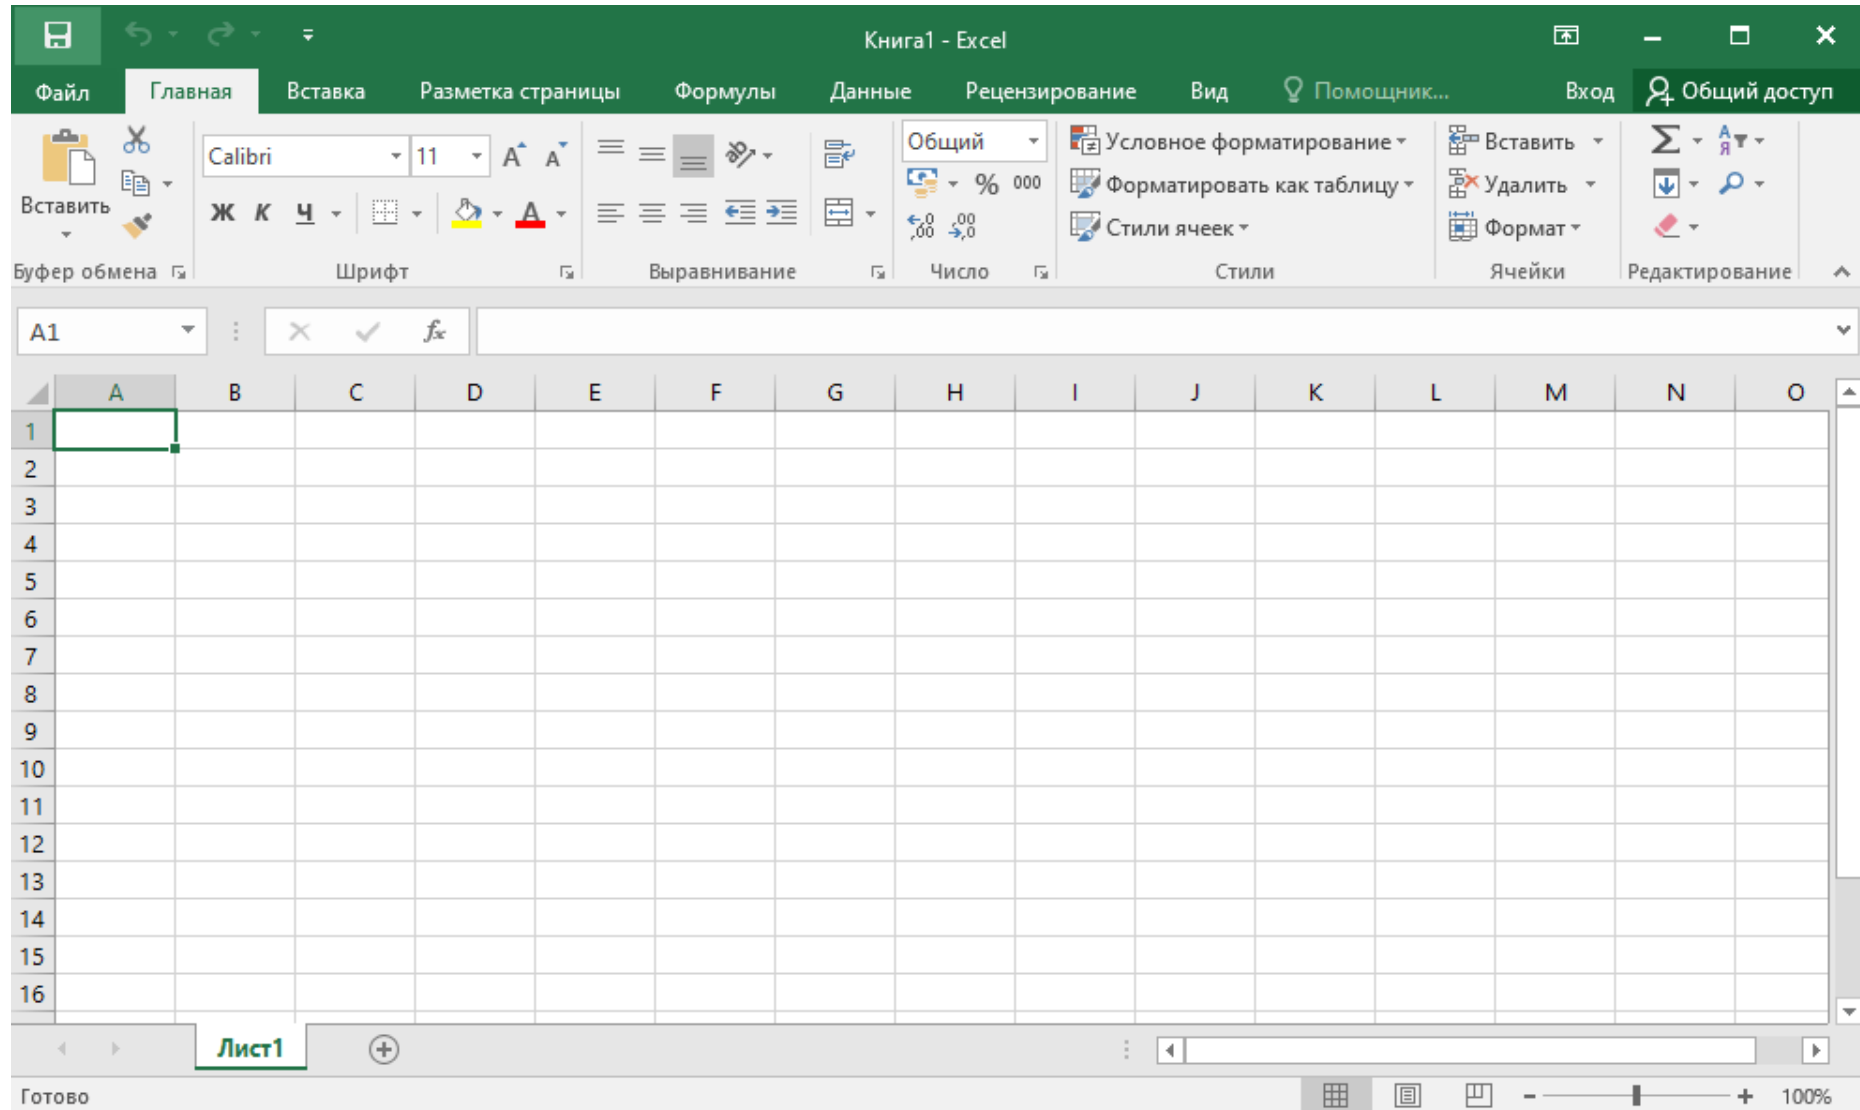 Книга1 - Excel
Файл Главная Вставка Разметка страницы Формулы Данные Рецензирование Вид Помощник... Вход Общий доступ
Calibri 11 Общий Условное форматирование Вставить
% 000 Форматировать как таблицу Удалить
Вставить Ж К Ч А Стили ячеек Формат
Буфер обмена Шрифт Выравнивание Число Стили Ячейки Редактирование
A1 fx
A B C D E F G H I J K L M N O
1
2
3
4
5
6
7
8
9
10
11
12
13
14
15
16
Лист1
Готово 100%